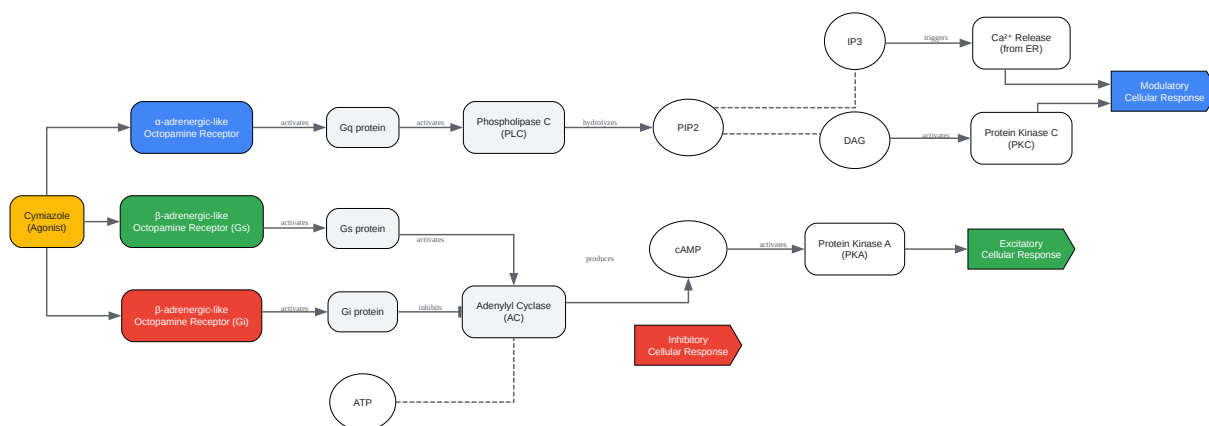 IP3
triggers
Ca²⁺ Release
(from ER)
Modulatory
Cellular Response
α-adrenergic-like
Octopamine Receptor
activates
Gq protein
activates
Phospholipase C
(PLC)
hydrolyzes
PIP2
DAG
activates
Protein Kinase C
(PKC)
Cymiazole
(Agonist)
β-adrenergic-like
Octopamine Receptor (Gs)
activates
Gs protein
activates
produces
cAMP
activates
Protein Kinase A
(PKA)
Excitatory
Cellular Response
β-adrenergic-like
Octopamine Receptor (Gi)
activates
Gi protein
inhibits
Adenylyl Cyclase
(AC)
Inhibitory
Cellular Response
ATP